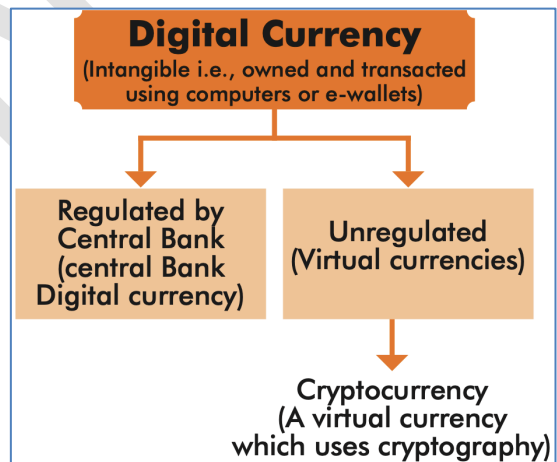 Digital Currency
(Intangible i.e., owned and transacted
using computers or e-wallets)
Regulated by
Central Bank
(central Bank
Digital currency)
Unregulated
(Virtual currencies)
Cryptocurrency
(A virtual currency
which uses cryptography)